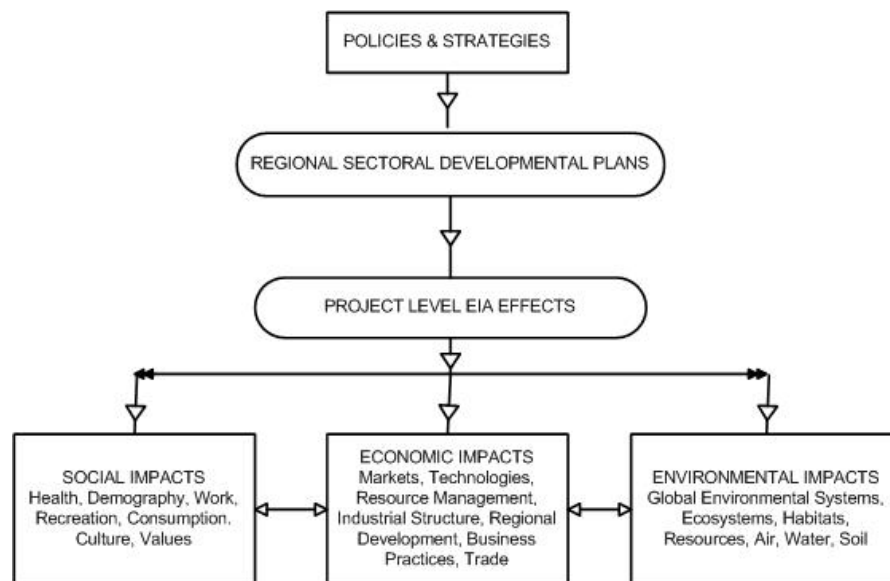 POLICIES & STRATEGIES
REGIONAL SECTORAL DEVELOPMENTAL PLANS
PROJECT LEVEL EIA EFFECTS
SOCIAL IMPACTS
Health, Demography, Work,
Recreation, Consumption.
Culture, Values
ECONOMIC IMPACTS
Markets, Technologies,
Resource Management,
Industrial Structure, Regional
Development, Business
Practices, Trade
ENVIRONMENTAL IMPACTS
Global Environmental Systems,
Ecosystems, Habitats,
Resources, Air, Water, Soil